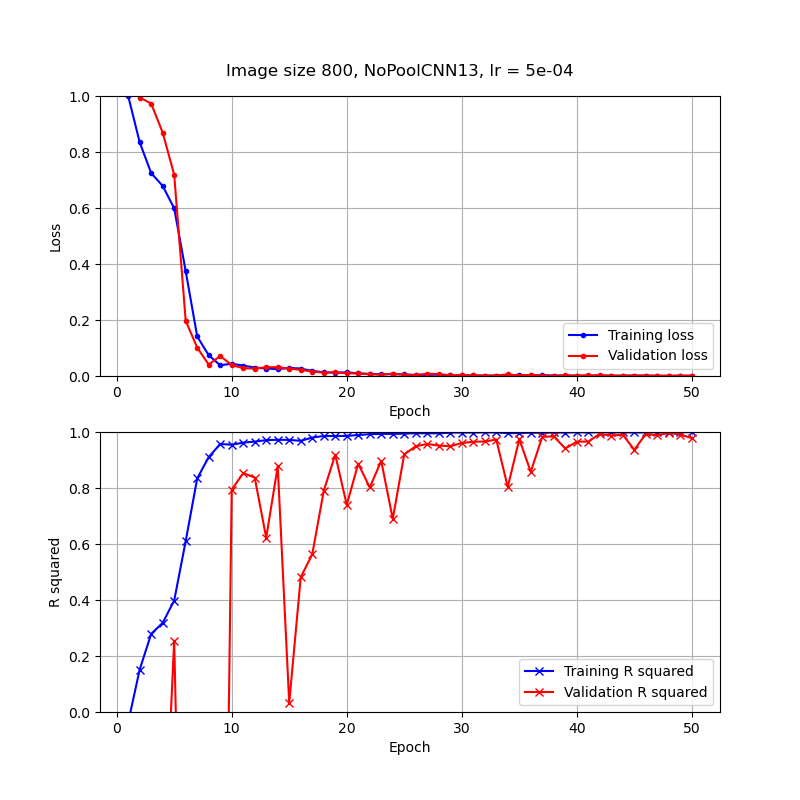 Image size 800, NoPoolCNN13, lr = 5e-04
1.0
0.8
0.6
0.4
0.2
0.0
Loss
Training loss
Validation loss
0 10 20 30 40 50
Epoch
1.0
0.8
0.6
0.4
0.2
0.0
R squared
Training R squared
Validation R squared
0 10 20 30 40 50
Epoch